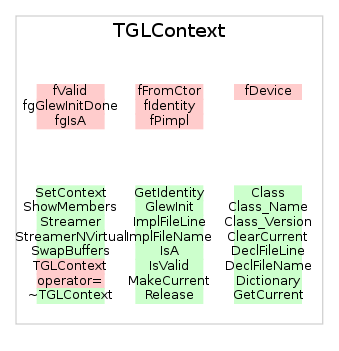 TGLContext
fValid
fgGlewInitDone
fgIsA
fFromCtor
fIdentity
fPimpl
fDevice
SetContext
ShowMembers
Streamer
StreamerNVirtual
SwapBuffers
TGLContext
operator=
~TGLContext
GetIdentity
GlewInit
ImplFileLine
ImplFileName
IsA
IsValid
MakeCurrent
Release
Class
Class_Name
Class_Version
ClearCurrent
DeclFileLine
DeclFileName
Dictionary
GetCurrent